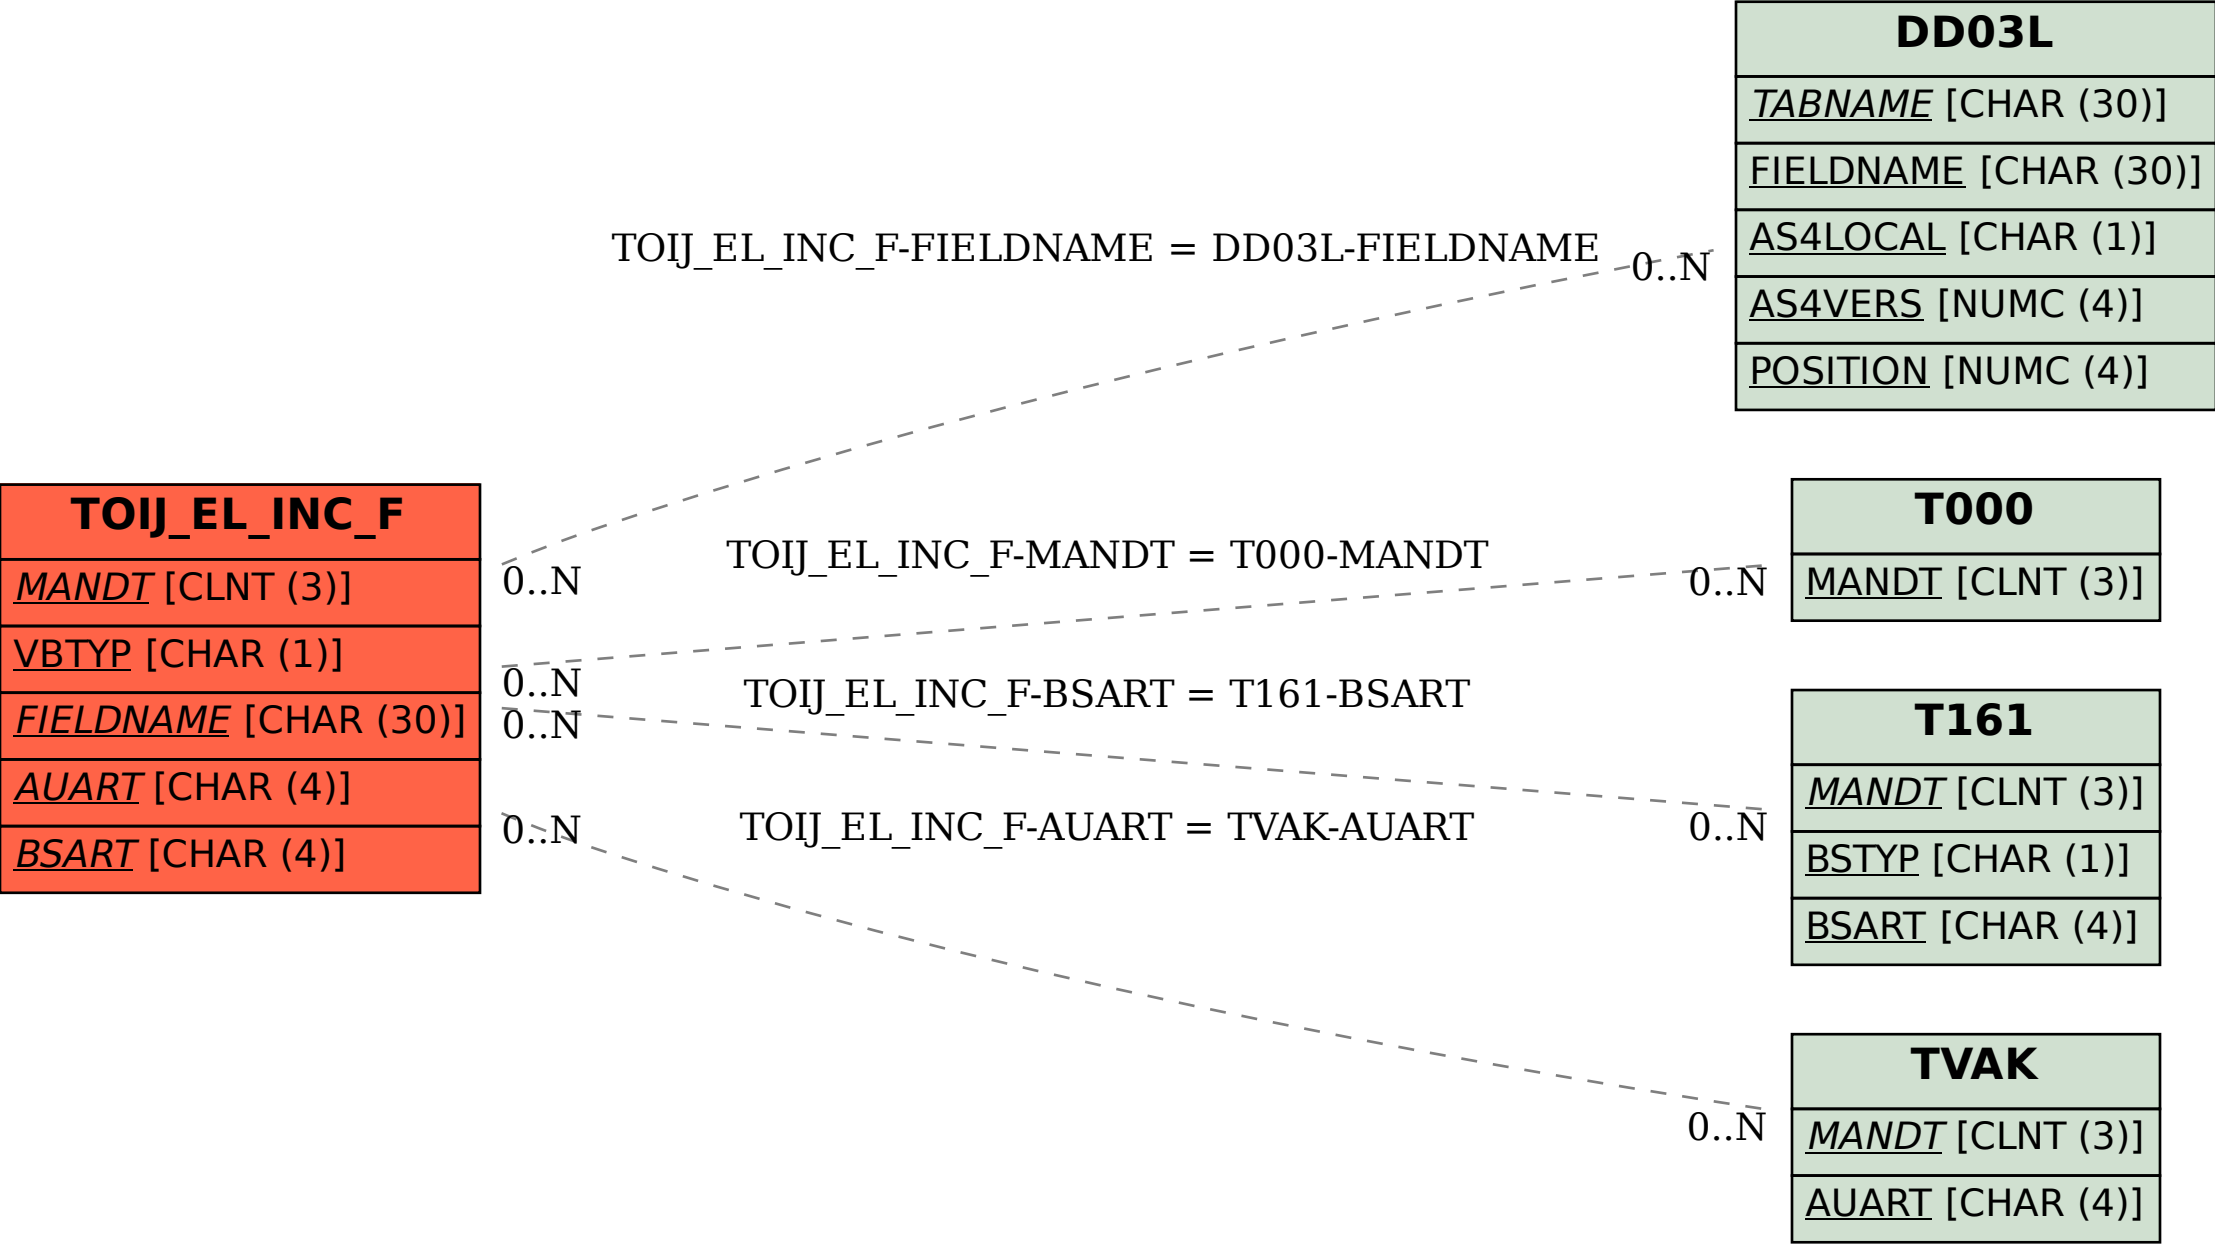 DD03L
TABNAME [CHAR (30)]
FIELDNAME [CHAR (30)]
AS4LOCAL [CHAR (1)]
AS4VERS [NUMC (4)]
POSITION [NUMC (4)]
TOIJ_EL_INC_F-FIELDNAME = DD03L-FIELDNAME
0..N
0..N
TOIJ_EL_INC_F
MANDT [CLNT (3)]
VBTYP [CHAR (1)]
FIELDNAME [CHAR (30)]
AUART [CHAR (4)]
BSART [CHAR (4)]
TOIJ_EL_INC_F-MANDT = T000-MANDT
0..N
0..N
T000
MANDT [CLNT (3)]
TOIJ_EL_INC_F-BSART = T161-BSART
0..N
0..N
T161
MANDT [CLNT (3)]
BSTYP [CHAR (1)]
BSART [CHAR (4)]
TOIJ_EL_INC_F-AUART = TVAK-AUART
0..N
0..N
TVAK
MANDT [CLNT (3)]
AUART [CHAR (4)]